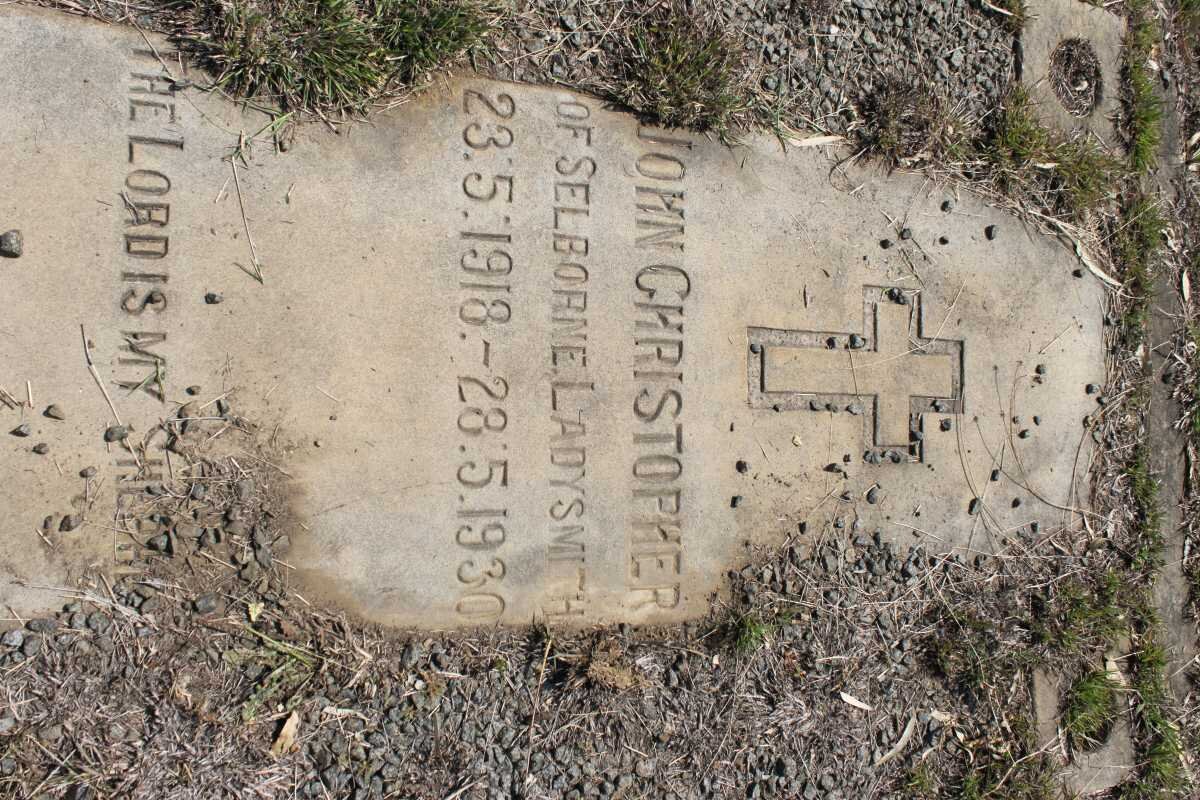 JOHN CHRISTOPHER
OF SELBORNE LADYSMITH
23.5.1918.-28.5.1930
THE LORD IS MY